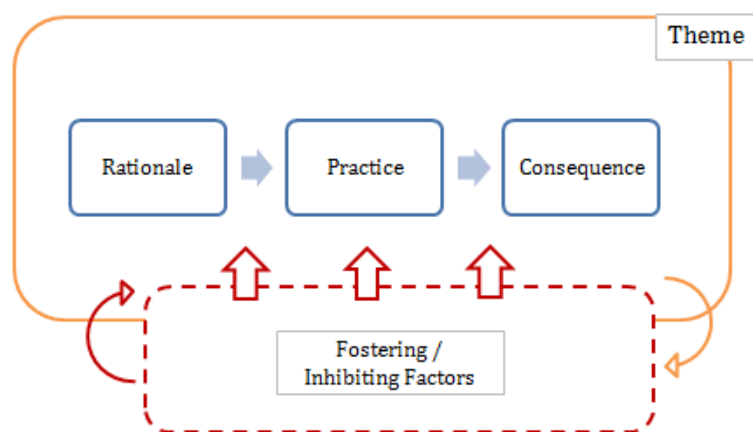 Theme
Rationale
Practice
Consequence
Fostering /
Inhibiting Factors